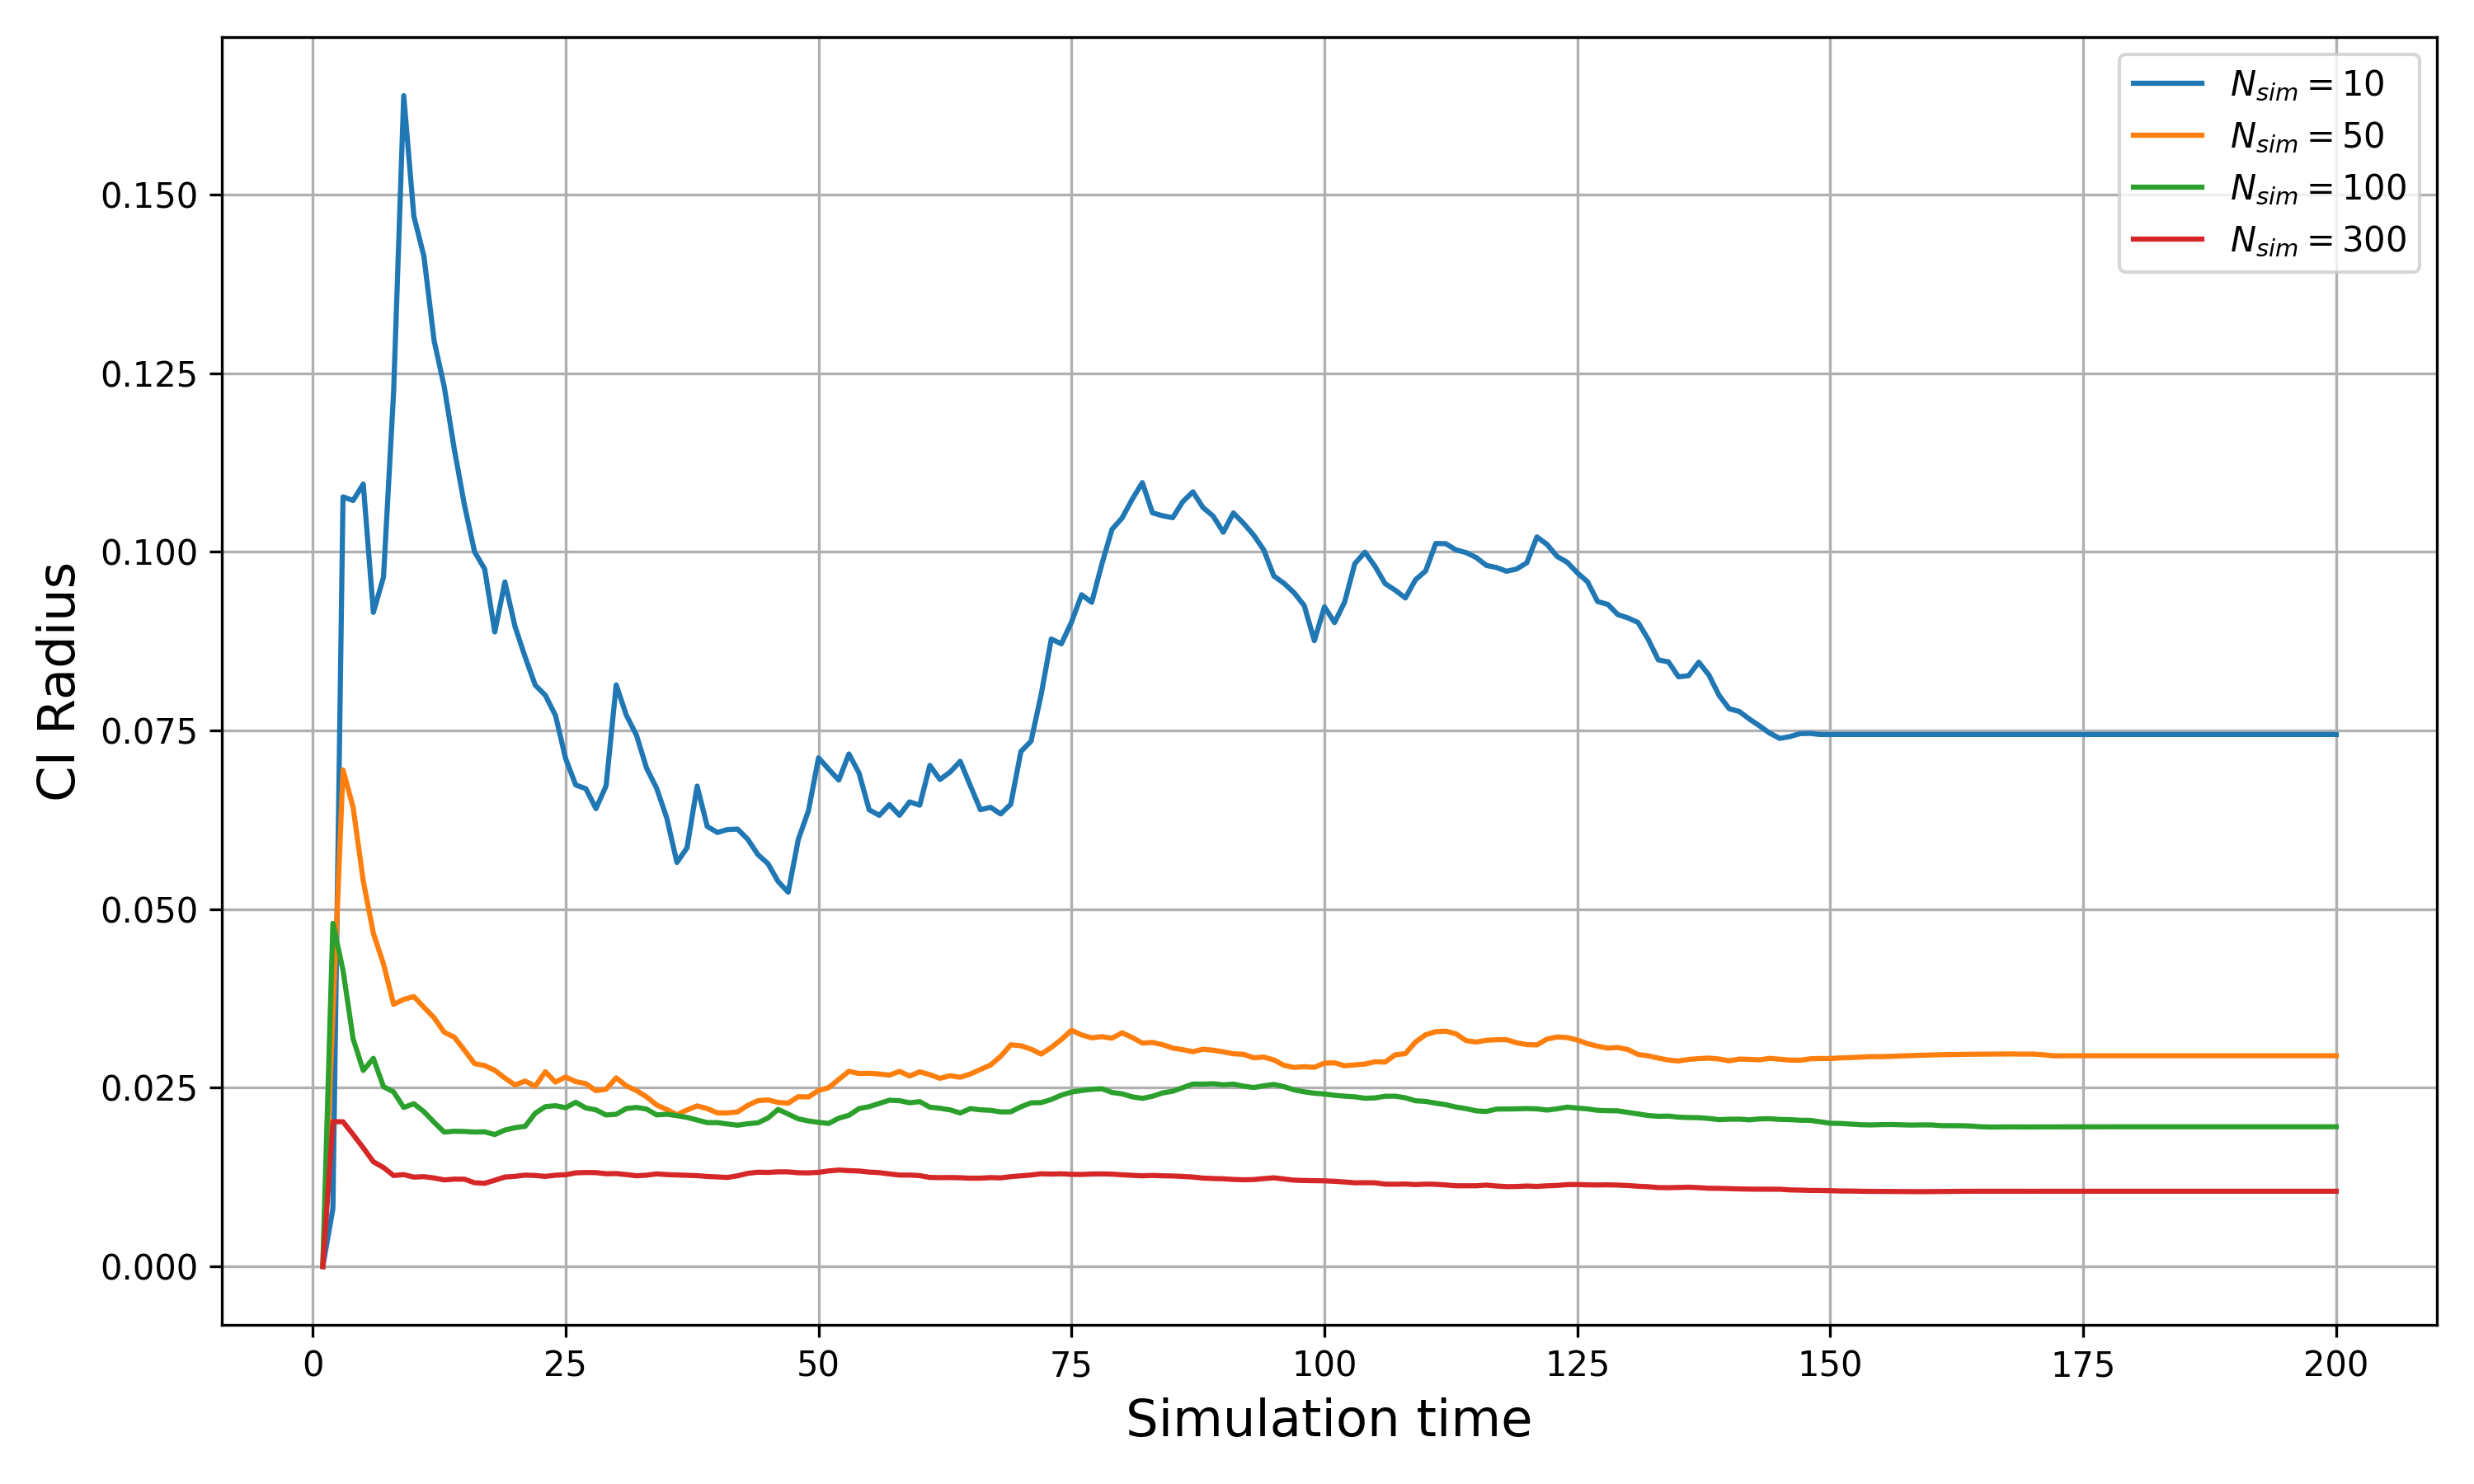 N_sim = 10
N_sim = 50
N_sim = 100
N_sim = 300
CI Radius
0.150
0.125
0.100
0.075
0.050
0.025
0.000
0 25 50 75 100 125 150 175 200
Simulation time